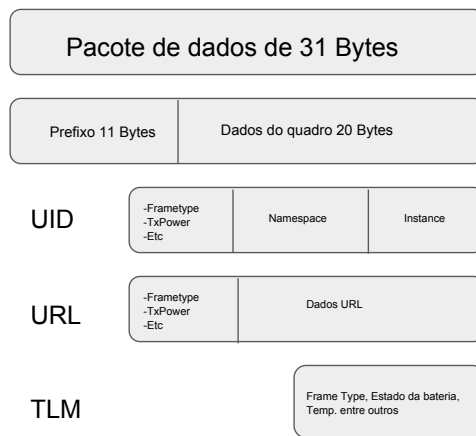 Pacote de dados de 31 Bytes
Prefixo 11 Bytes
Dados do quadro 20 Bytes
UID
-Frametype
-TxPower
-Etc
Namespace
Instance
URL
-Frametype
-TxPower
-Etc
Dados URL
TLM
Frame Type, Estado da bateria,
Temp. entre outros